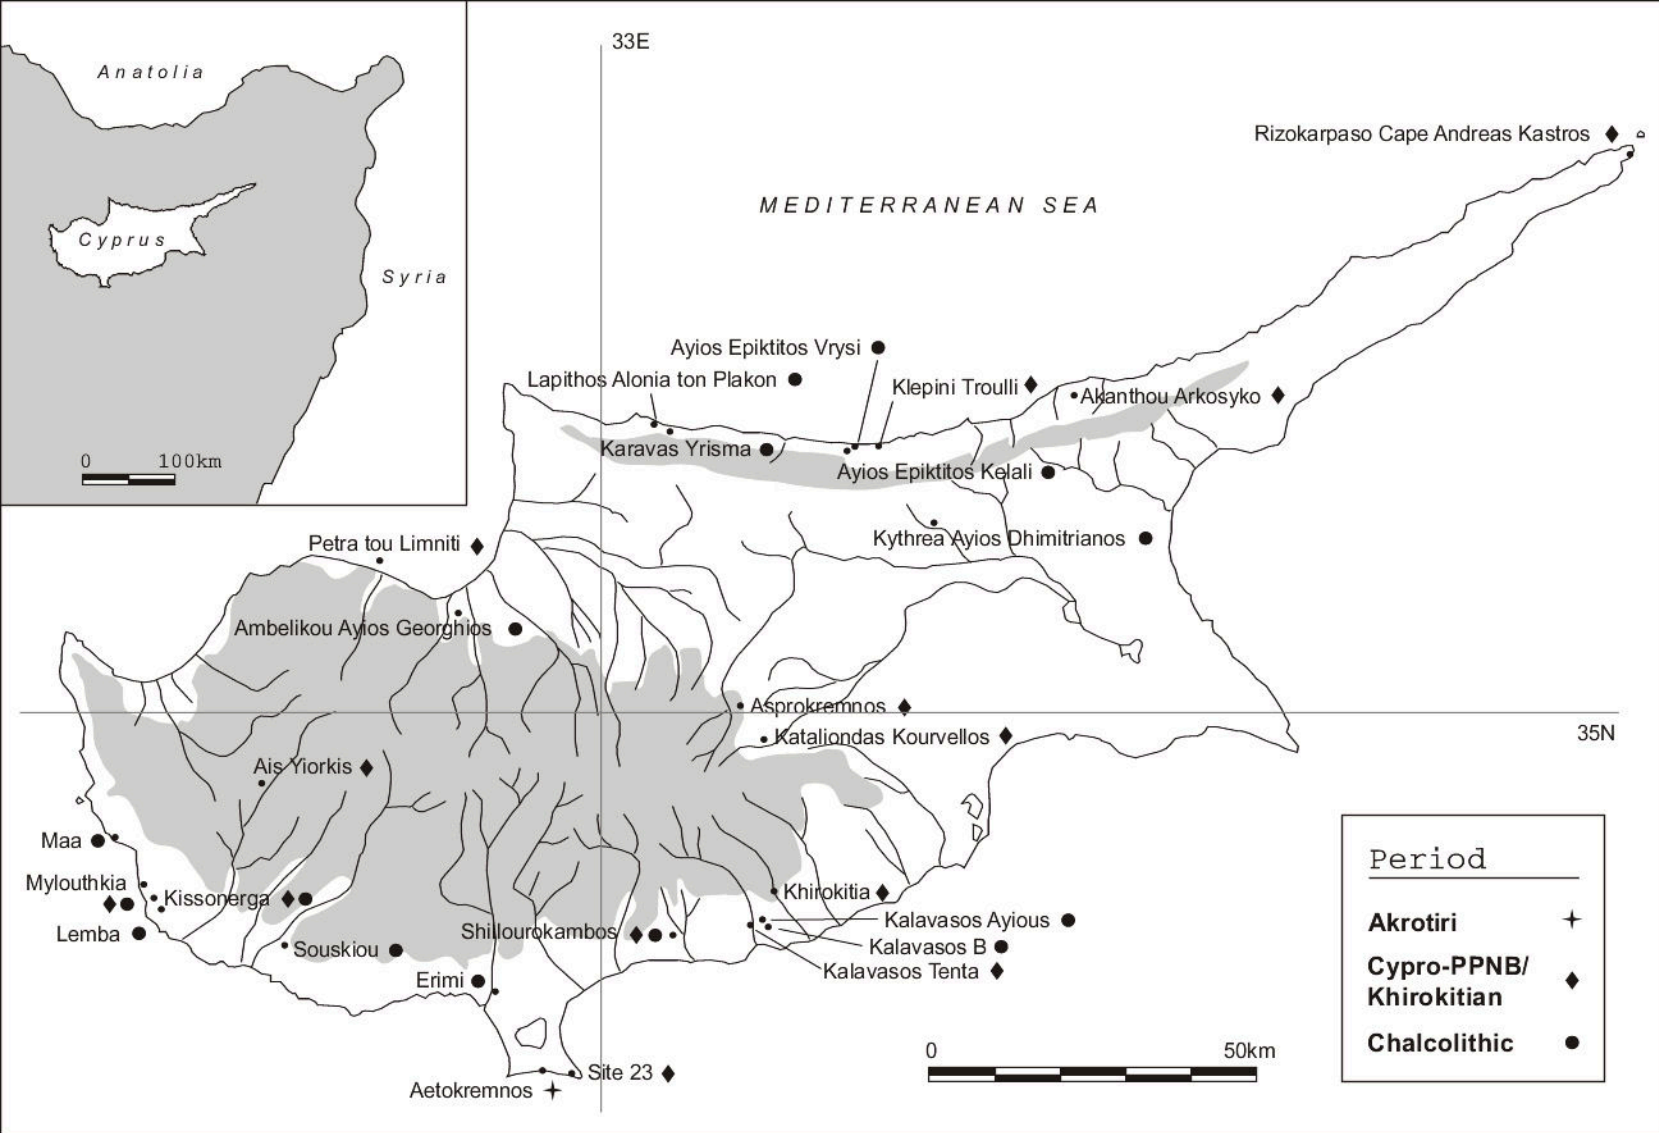 33E
Anatolia
Rizokarpaso Cape Andreas Kastros
MEDITERRANEAN SEA
Cyprus
Syria
Ayios Epiktitos Vrysi
Lapithos Alonia ton Plakon
Klepini Troulli
Akanthou Arkosyko
Karavas Yrisma
0 100km
Ayios Epiktitos Kelali
Kythrea Ayios Dhimitrianos
Petra tou Limniti
Ambelikou Ayios Georghios
Asprokremnos
Kataliondas Kourvellos
35N
Ais Yiorkis
Maa
Mylouthkia
Kissonerga
Khirokitia
Lemba
Shillourokambos
Kalavasos Ayious
Souskiou
Kalavasos B
Erimi
Kalavasos Tenta
Site 23
Aetokremnos
0 50km
Period
Akrotiri
Cypro-PPNB/
Khirokitian
Chalcolithic